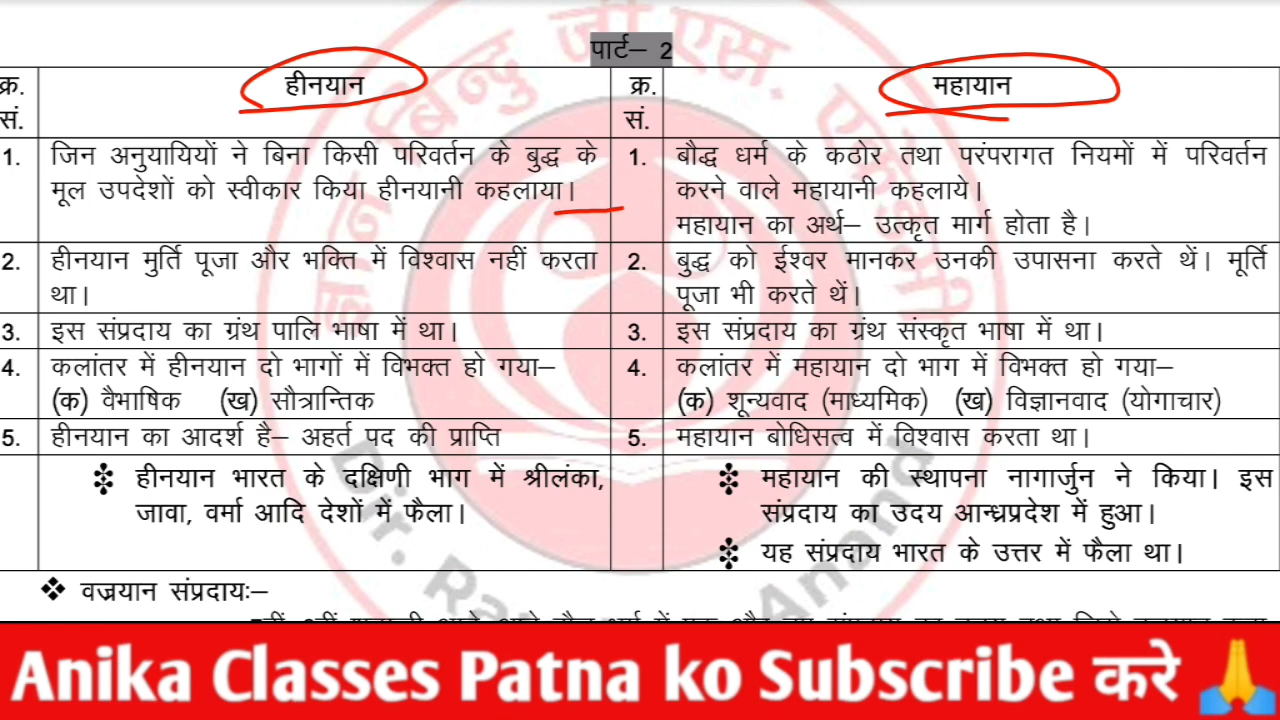 पार्ट– 2
क्र. सं.
हीनयान
क्र. सं.
महायान
1.
जिन अनुयायियों ने बिना किसी परिवर्तन के बुद्ध के
मूल उपदेशों को स्वीकार किया हीनयानी कहलाया।
1.
बौद्ध धर्म के कठोर तथा परंपरागत नियमों में परिवर्तन
करने वाले महायानी कहलाये।
महायान का अर्थ– उत्कृत मार्ग होता है।
2.
हीनयान मुर्ति पूजा और भक्ति में विश्वास नहीं करता
था।
2.
बुद्ध को ईश्वर मानकर उनकी उपासना करते थें। मूर्ति
पूजा भी करते थें।
3.
इस संप्रदाय का ग्रंथ पालि भाषा में था।
3.
इस संप्रदाय का ग्रंथ संस्कृत भाषा में था।
4.
कलांतर में हीनयान दो भागों में विभक्त हो गया–
(क) वैभाषिक (ख) सौत्रान्तिक
4.
कलांतर में महायान दो भाग में विभक्त हो गया–
(क) शून्यवाद (माध्यमिक) (ख) विज्ञानवाद (योगाचार)
5.
हीनयान का आदर्श है– अहर्त पद की प्राप्ति
5.
महायान बोधिसत्व में विश्वास करता था।
हीनयान भारत के दक्षिणी भाग में श्रीलंका,
जावा, वर्मा आदि देशों में फैला।
महायान की स्थापना नागार्जुन ने किया। इस
संप्रदाय का उदय आन्ध्रप्रदेश में हुआ।
यह संप्रदाय भारत के उत्तर में फैला था।
वज्रयान संप्रदायः–
Anika Classes Patna ko Subscribe करे
ज्ञान बिन्दु जी.एस. एकेडमी
Dr. Anand